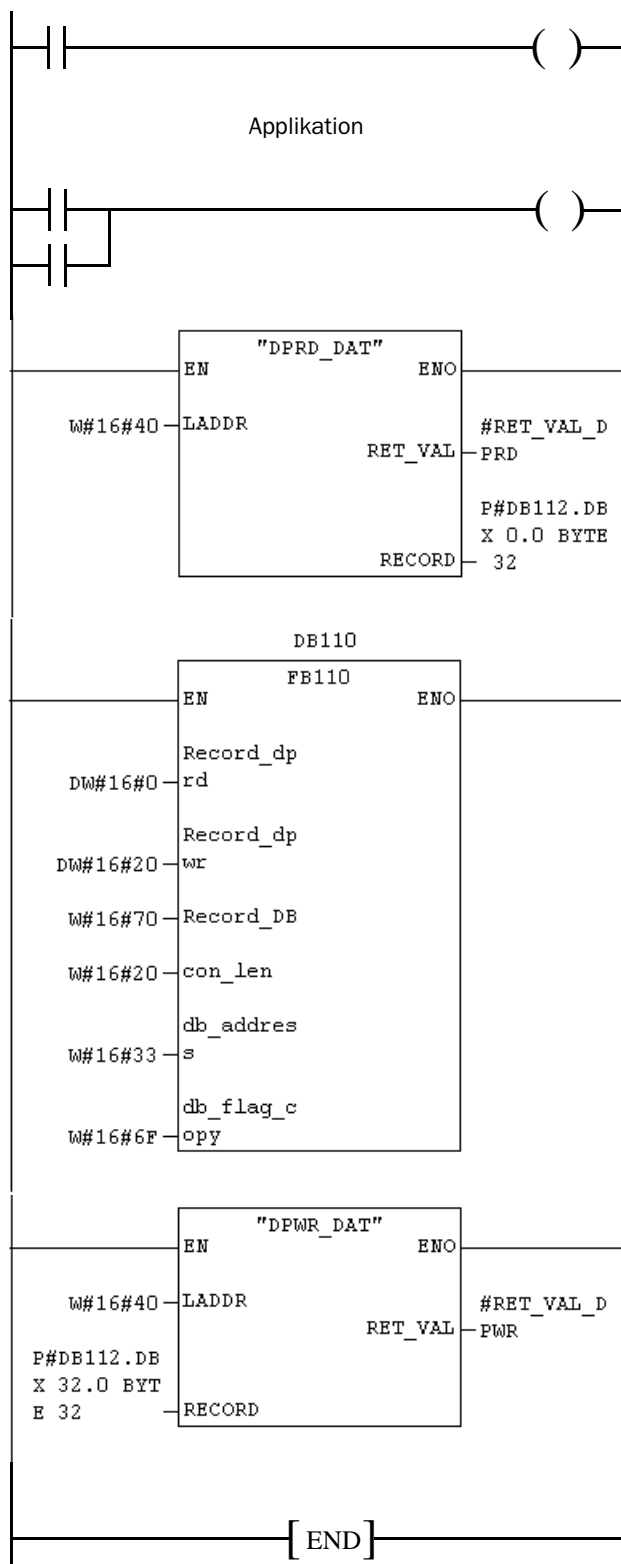 Applikation
"DPRD_DAT"
EN ENO
W#16#40 LADDR
#RET_VAL_D
RET_VAL PRD
P#DB112.DB
X 0.0 BYTE
RECORD 32
DB110
FB110
EN ENO
Record_dp
DW#16#0 rd
Record_dp
DW#16#20 wr
W#16#70 Record_DB
W#16#20 con_len
db_addres
W#16#33 s
db_flag_c
W#16#6F opy
"DPWR_DAT"
EN ENO
W#16#40 LADDR
#RET_VAL_D
RET_VAL PWR
P#DB112.DB
X 32.0 BYT
E 32 RECORD
[ END ]